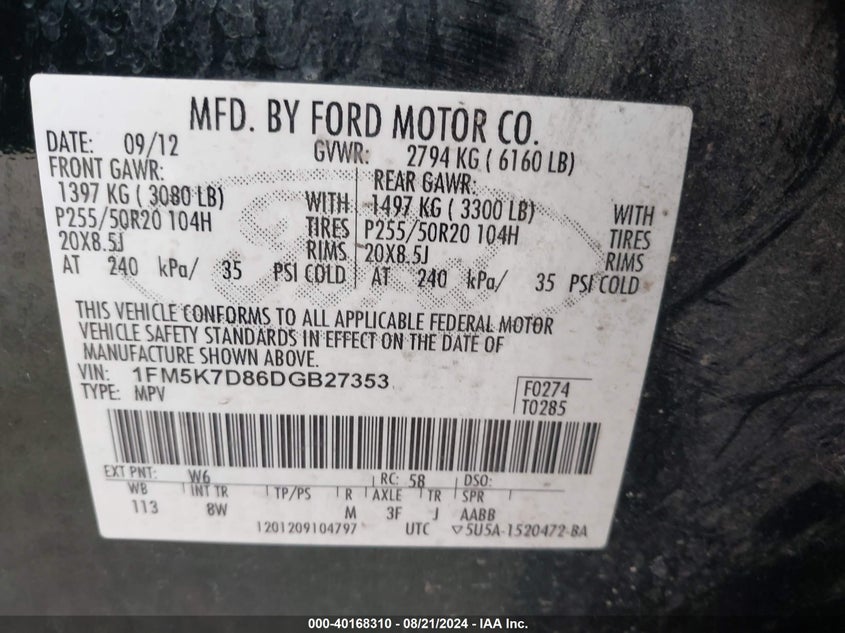 MFD. BY FORD MOTOR CO.
DATE: 09/12 GVWR: 2794 KG ( 6160 LB)
FRONT GAWR: REAR GAWR:
1397 KG ( 3080 LB) WITH 1497 KG ( 3300 LB) WITH
P255/50R20 104H TIRES P255/50R20 104H TIRES
20X8.5J RIMS 20X8.5J RIMS
AT 240 kPa/ 35 PSI COLD AT 240 kPa/ 35 PSI COLD
THIS VEHICLE CONFORMS TO ALL APPLICABLE FEDERAL MOTOR
VEHICLE SAFETY STANDARDS IN EFFECT ON THE DATE OF
MANUFACTURE SHOWN ABOVE.
VIN: 1FM5K7D86DGB27353 F0274
TYPE: MPV T0285
EXT PNT: W6 RC: 58 DSO:
WB INT TR TP/PS R AXLE TR SPR
113 8W M 3F J AABB
1201209104797 UTC ▽5U5A-1520472-BA
000-40168310 / 08/21/2024 - IAA Inc.